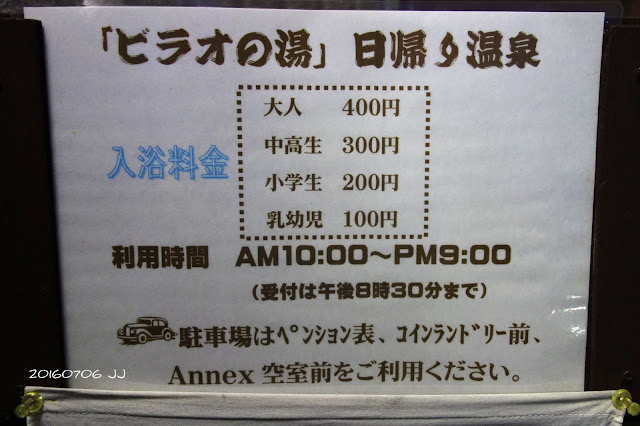 「ビラオの湯」日帰り温泉
大人 400円
中高生 300円
入浴料金
小学生 200円
乳幼児 100円
利用時間 AM10:00～PM9:00
（受付は午後8時30分まで）
駐車場はﾍﾟﾝｼｮﾝ表、ｺｲﾝﾗﾝﾄﾞﾘｰ前、
Annex 空室前をご利用ください。
20160706 JJ